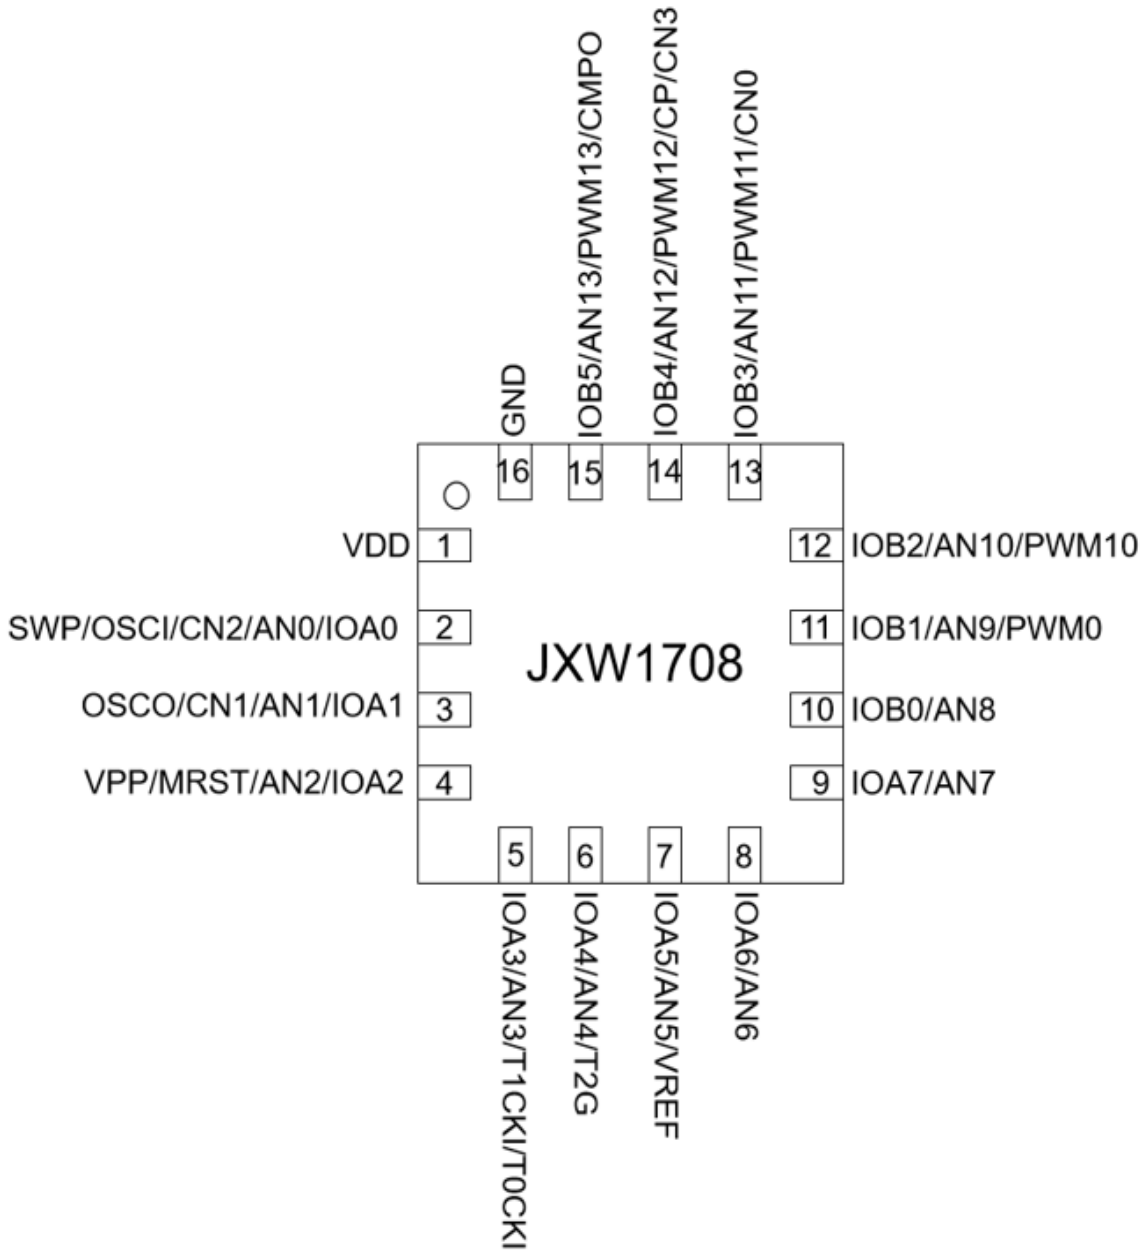 IOB5/AN13/PWM13/CMPO
IOB4/AN12/PWM12/CP/CN3
IOB3/AN11/PWM11/CN0
GND
16
15
14
13
VDD
1
12
IOB2/AN10/PWM10
SWP/OSCI/CN2/AN0/IOA0
2
11
IOB1/AN9/PWM0
JXW1708
OSCO/CN1/AN1/IOA1
3
10
IOB0/AN8
VPP/MRST/AN2/IOA2
4
9
IOA7/AN7
5
6
7
8
IOA3/AN3/T1CKI/T0CKI
IOA4/AN4/T2G
IOA5/AN5/VREF
IOA6/AN6